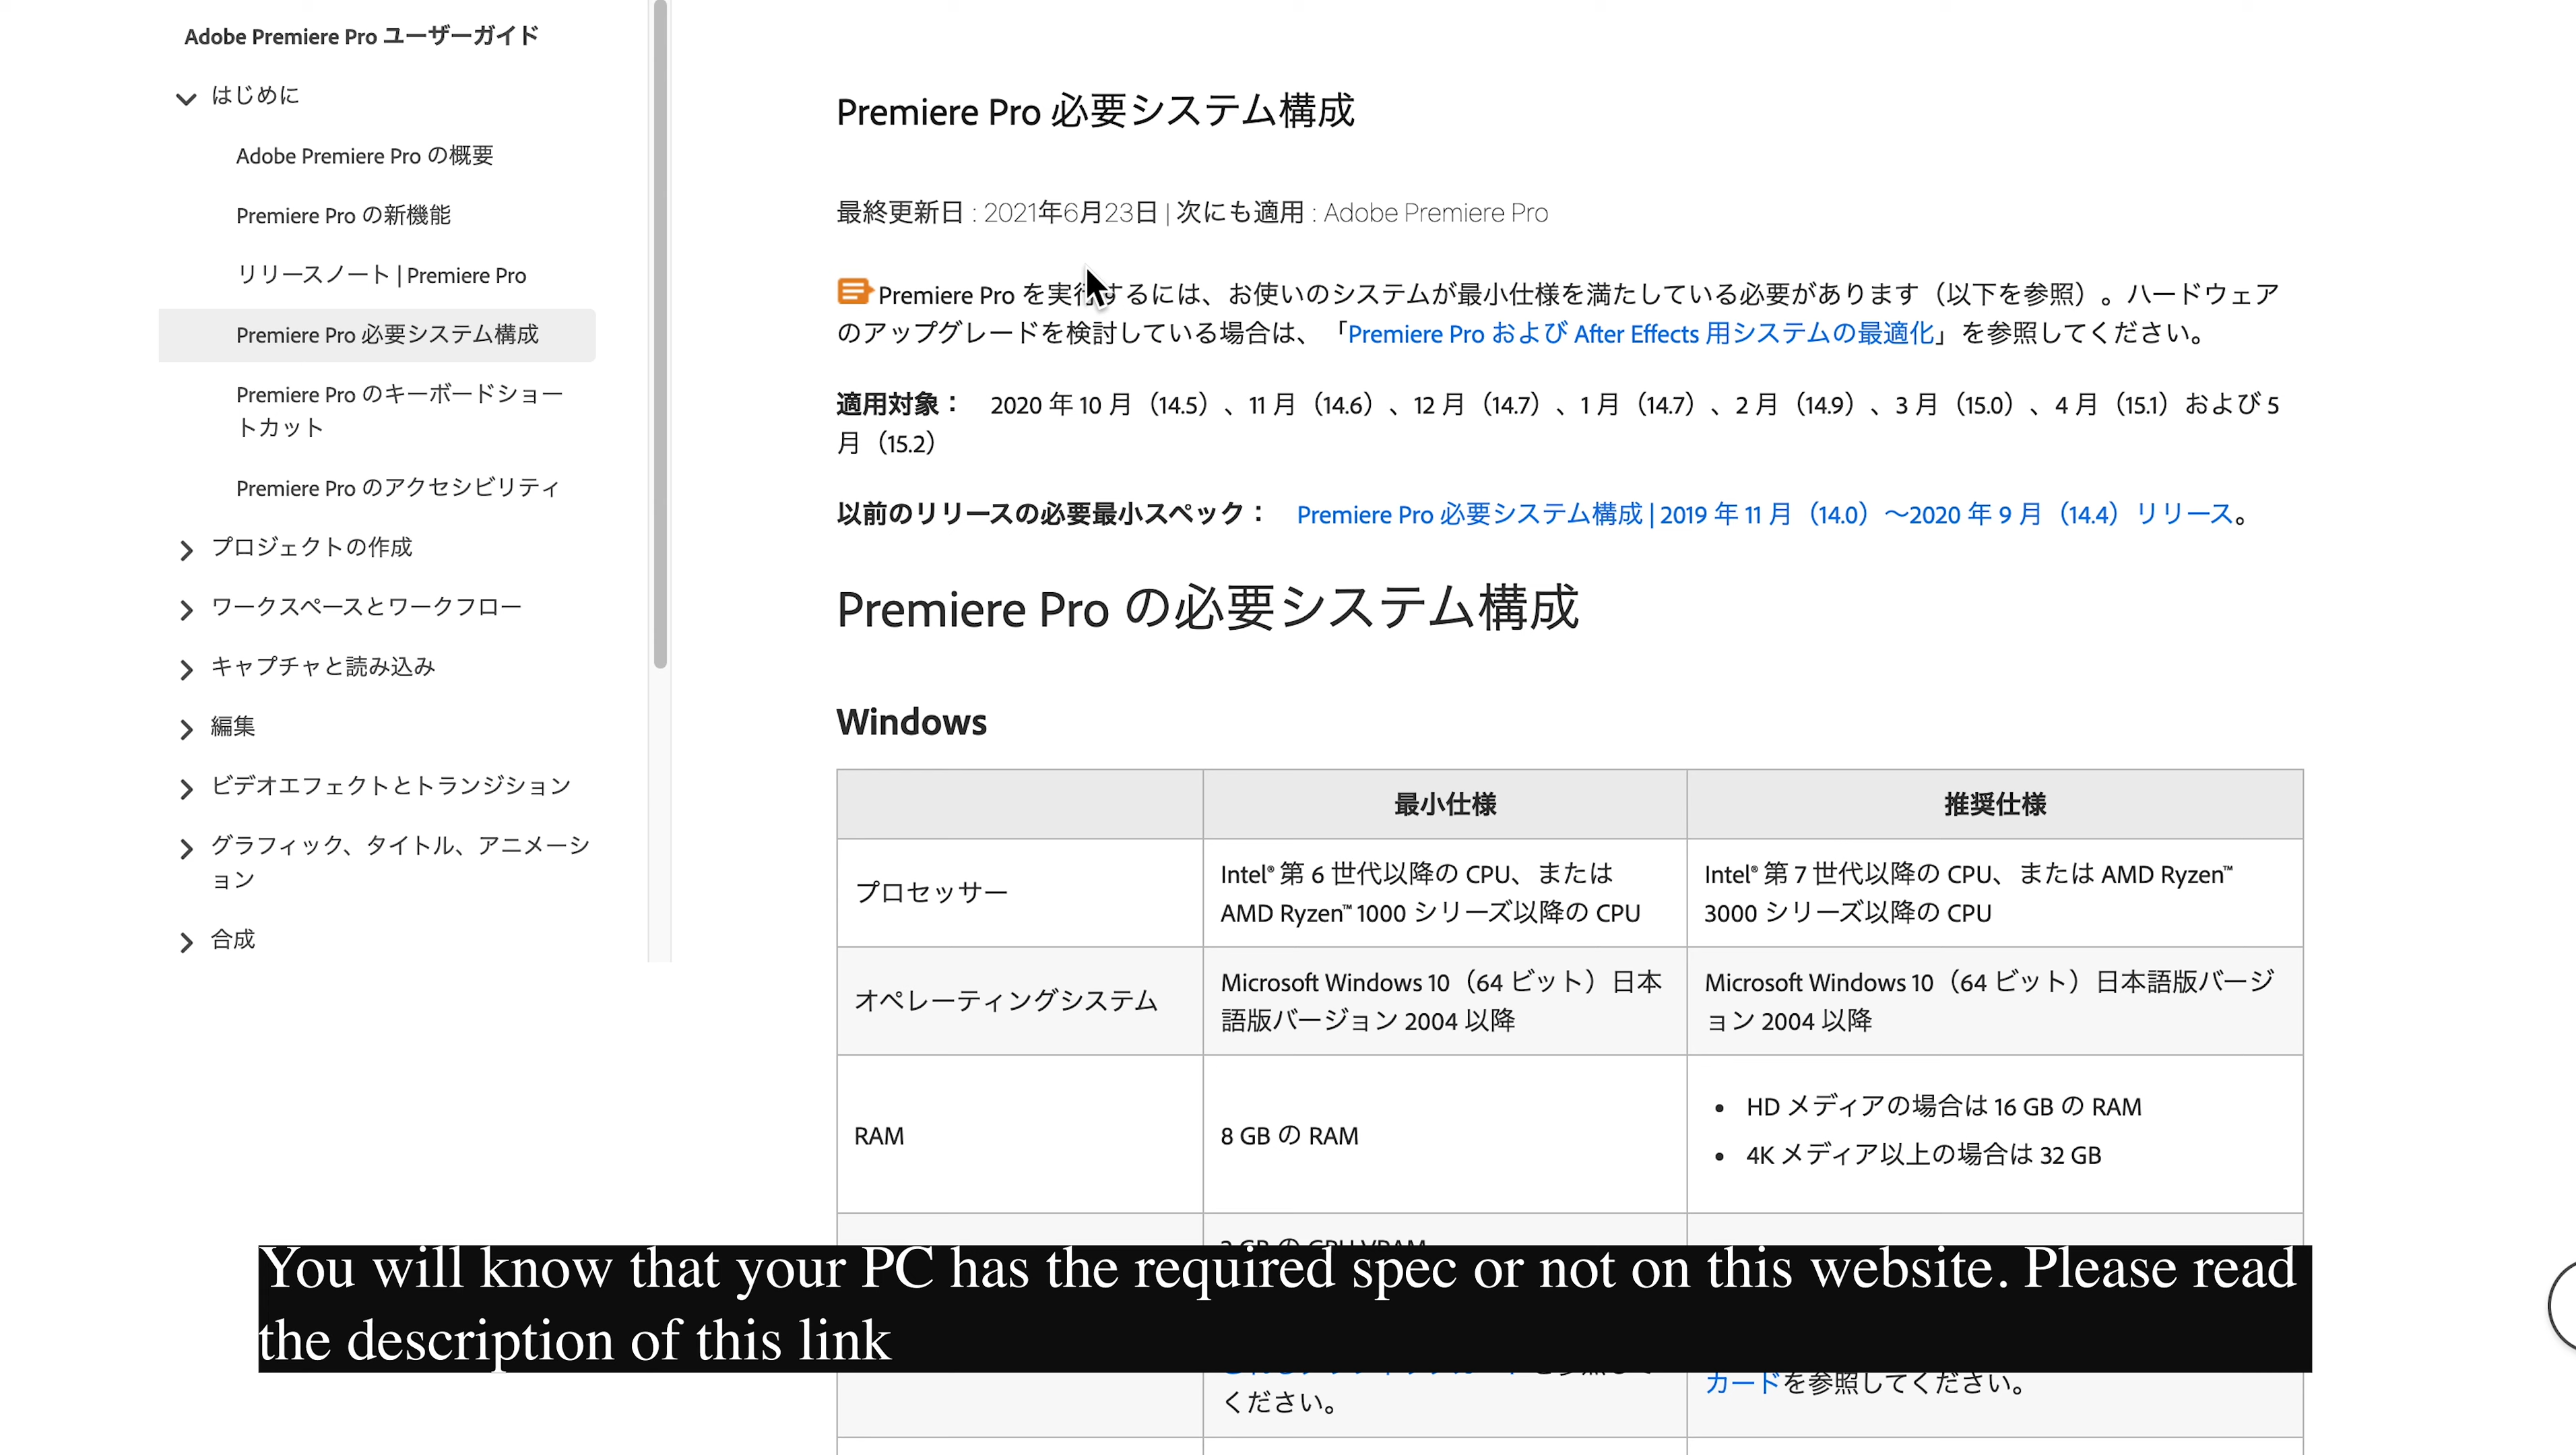 Adobe Premiere Pro ユーザーガイド
はじめに
Adobe Premiere Pro の概要
Premiere Pro の新機能
リリースノート | Premiere Pro
Premiere Pro 必要システム構成
Premiere Pro のキーボードショー
トカット
Premiere Pro のアクセシビリティ
プロジェクトの作成
ワークスペースとワークフロー
キャプチャと読み込み
編集
ビデオエフェクトとトランジション
グラフィック、タイトル、アニメーシ
ョン
合成
Premiere Pro 必要システム構成
最終更新日 : 2021年6月23日 | 次にも適用 : Adobe Premiere Pro
Premiere Pro を実行するには、お使いのシステムが最小仕様を満たしている必要があります（以下を参照）。ハードウェア
のアップグレードを検討している場合は、「Premiere Pro および After Effects 用システムの最適化」を参照してください。
適用対象： 2020 年 10 月（14.5）、11 月（14.6）、12 月（14.7）、1 月（14.7）、2 月（14.9）、3 月（15.0）、4 月（15.1）および 5
月（15.2）
以前のリリースの必要最小スペック： Premiere Pro 必要システム構成 | 2019 年 11 月（14.0）～2020 年 9 月（14.4）リリース。
Premiere Pro の必要システム構成
Windows
最小仕様 推奨仕様
プロセッサー
Intel® 第 6 世代以降の CPU、または
AMD Ryzen™ 1000 シリーズ以降の CPU
Intel® 第 7 世代以降の CPU、または AMD Ryzen™
3000 シリーズ以降の CPU
オペレーティングシステム
Microsoft Windows 10（64 ビット）日本
語版バージョン 2004 以降
Microsoft Windows 10（64 ビット）日本語版バージ
ョン 2004 以降
RAM
8 GB の RAM
• HD メディアの場合は 16 GB の RAM
• 4K メディア以上の場合は 32 GB
You will know that your PC has the required spec or not on this website. Please read
the description of this link
ください。
カードを参照してください。